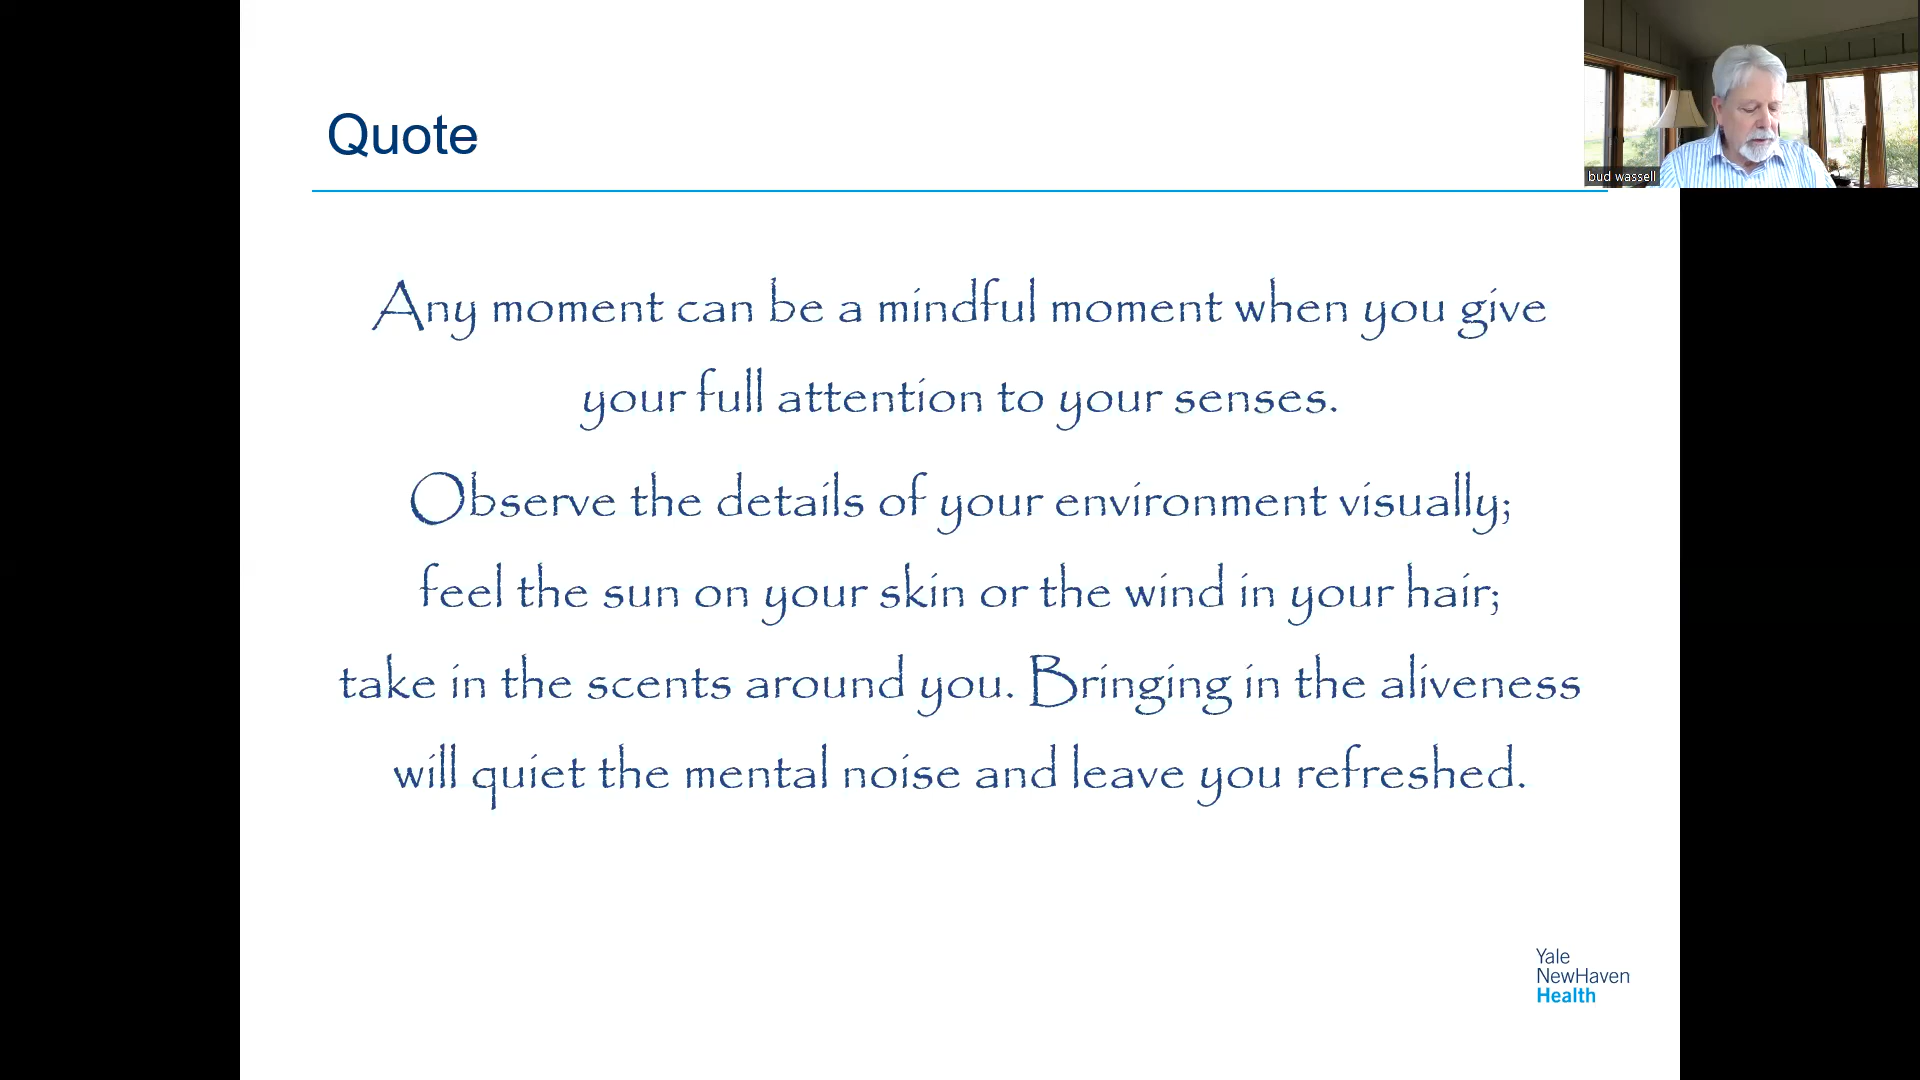 Quote
bud wassell
Any moment can be a mindful moment when you give
your full attention to your senses.
Observe the details of your environment visually;
feel the sun on your skin or the wind in your hair;
take in the scents around you. Bringing in the aliveness
will quiet the mental noise and leave you refreshed.
Yale
NewHaven
Health